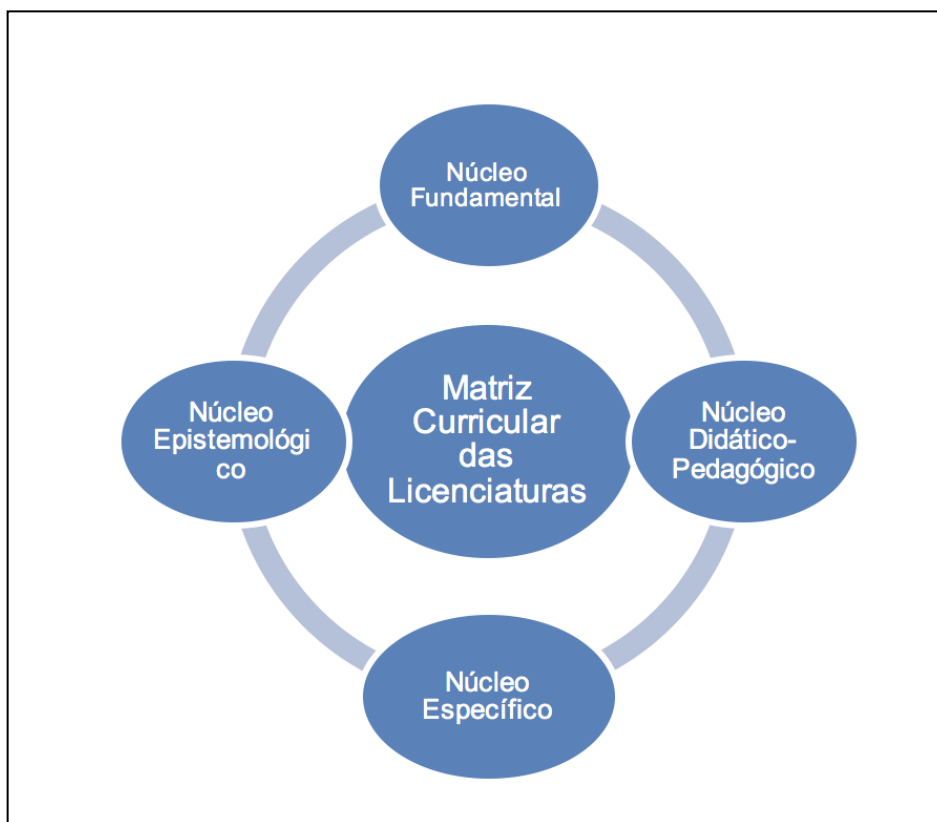 Núcleo
Fundamental
Núcleo
Epistemológi
co
Matriz
Curricular
das
Licenciaturas
Núcleo
Didático-
Pedagógico
Núcleo
Específico